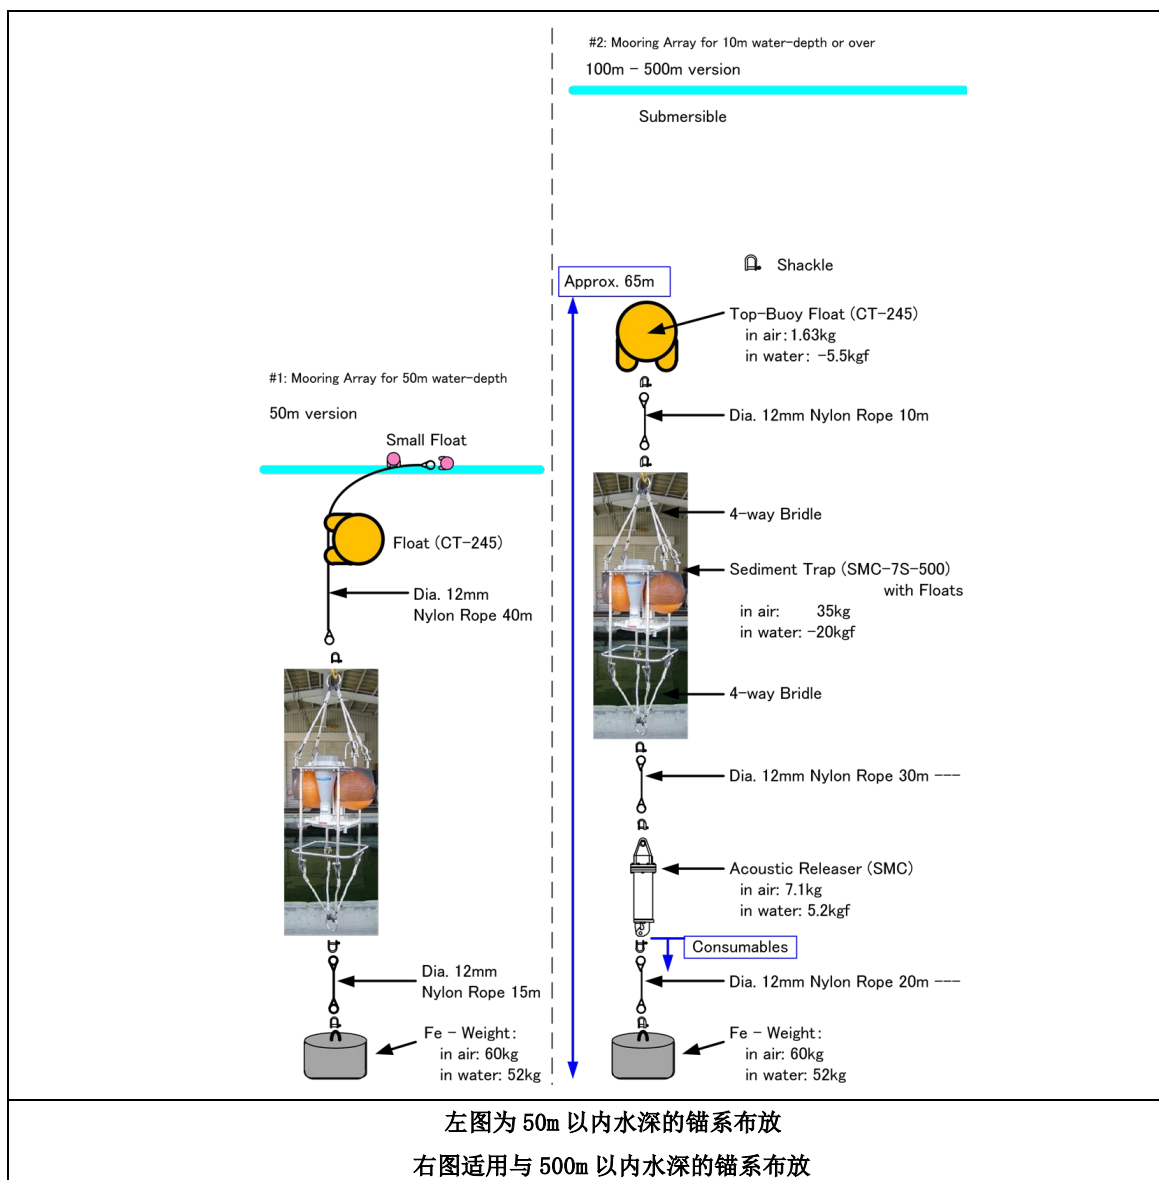 #2: Mooring Array for 10m water-depth or over
100m - 500m version
Submersible
Shackle
Approx. 65m
Top-Buoy Float (CT-245)
in air: 1.63kg
in water: -5.5kgf
Dia. 12mm Nylon Rope 10m
4-way Bridle
Sediment Trap (SMC-7S-500)
with Floats
in air: 35kg
in water: -20kgf
4-way Bridle
Dia. 12mm Nylon Rope 30m ---
Acoustic Releaser (SMC)
in air: 7.1kg
in water: 5.2kgf
Consumables
Dia. 12mm Nylon Rope 20m ---
Fe - Weight:
in air: 60kg
in water: 52kg
#1: Mooring Array for 50m water-depth
50m version
Small Float
Float (CT-245)
Dia. 12mm
Nylon Rope 40m
Dia. 12mm
Nylon Rope 15m
Fe - Weight:
in air: 60kg
in water: 52kg
左图为 50m 以内水深的锚系布放
右图适用与 500m 以内水深的锚系布放